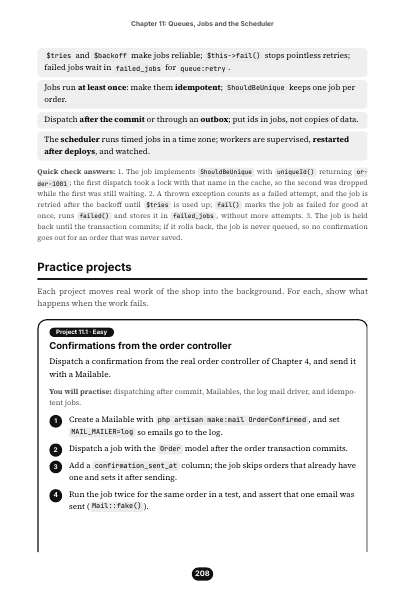 Chapter 11: Queues, Jobs and the Scheduler
$tries and $backoff make jobs reliable; $this->fail() stops pointless retries;
failed jobs wait in failed_jobs for queue:retry.
Jobs run at least once: make them idempotent; ShouldBeUnique keeps one job per
order.
Dispatch after the commit or through an outbox; put ids in jobs, not copies of data.
The scheduler runs timed jobs in a time zone; workers are supervised, restarted
after deploys, and watched.
Quick check answers: 1. The job implements ShouldBeUnique with uniqueId() returning or-
der-1001; the first dispatch took a lock with that name in the cache, so the second was dropped
while the first was still waiting. 2. A thrown exception counts as a failed attempt, and the job is
retried after the backoff until $tries is used up; fail() marks the job as failed for good at
once, runs failed() and stores it in failed_jobs, without more attempts. 3. The job is held
back until the transaction commits; if it rolls back, the job is never queued, so no confirmation
goes out for an order that was never saved.
Practice projects
Each project moves real work of the shop into the background. For each, show what
happens when the work fails.
Project 11.1 · Easy
Confirmations from the order controller
Dispatch a confirmation from the real order controller of Chapter 4, and send it
with a Mailable.
You will practise: dispatching after commit, Mailables, the log mail driver, and idempo-
tent jobs.
1 Create a Mailable with php artisan make:mail OrderConfirmed, and set
MAIL_MAILER=log so emails go to the log.
2 Dispatch a job with the Order model after the order transaction commits.
3 Add a confirmation_sent_at column; the job skips orders that already have
one and sets it after sending.
4 Run the job twice for the same order in a test, and assert that one email was
sent (Mail::fake()).
208